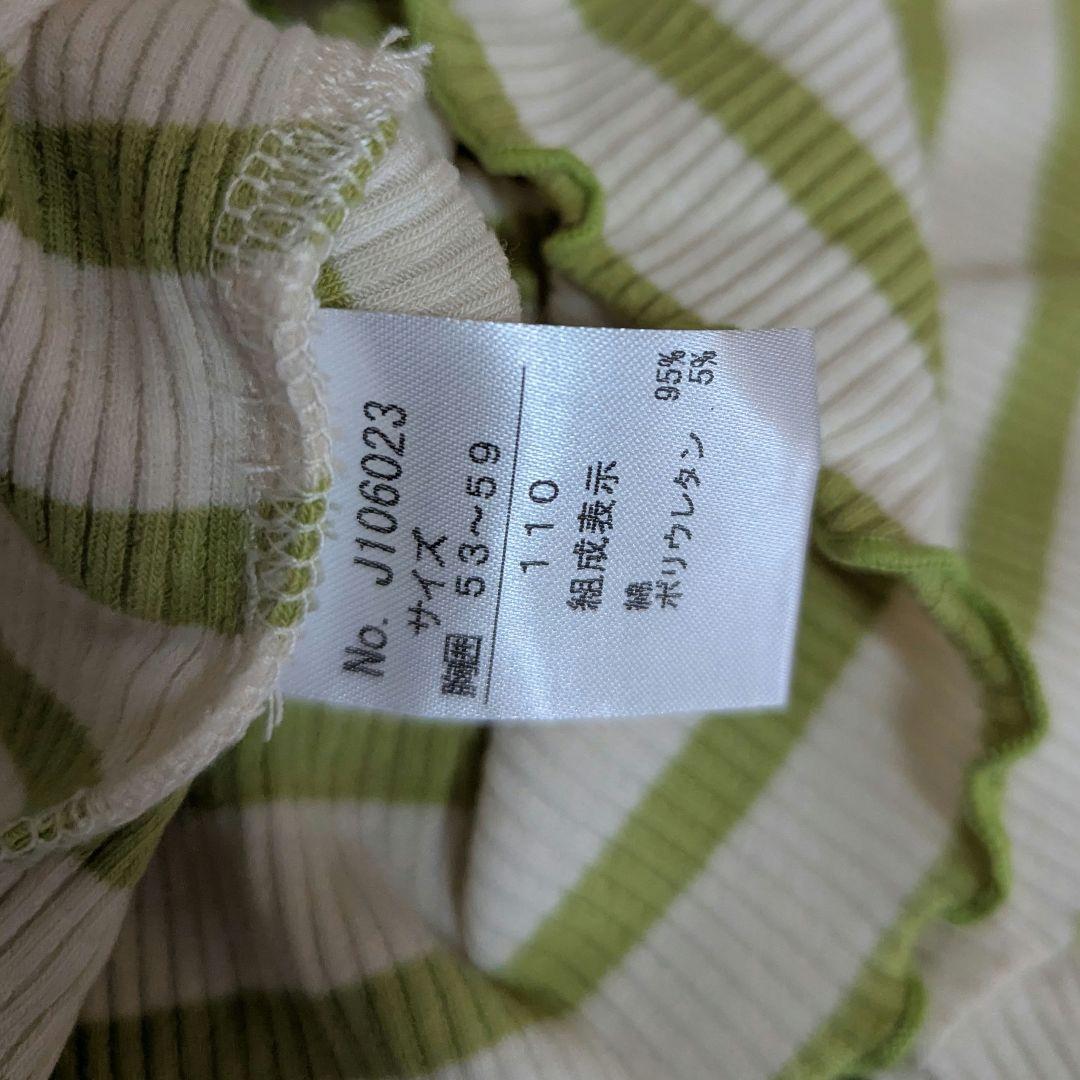 No. J106023
サイズ
胸囲 53~59
110
組成表示
綿 95%
ポリウレタン 5%